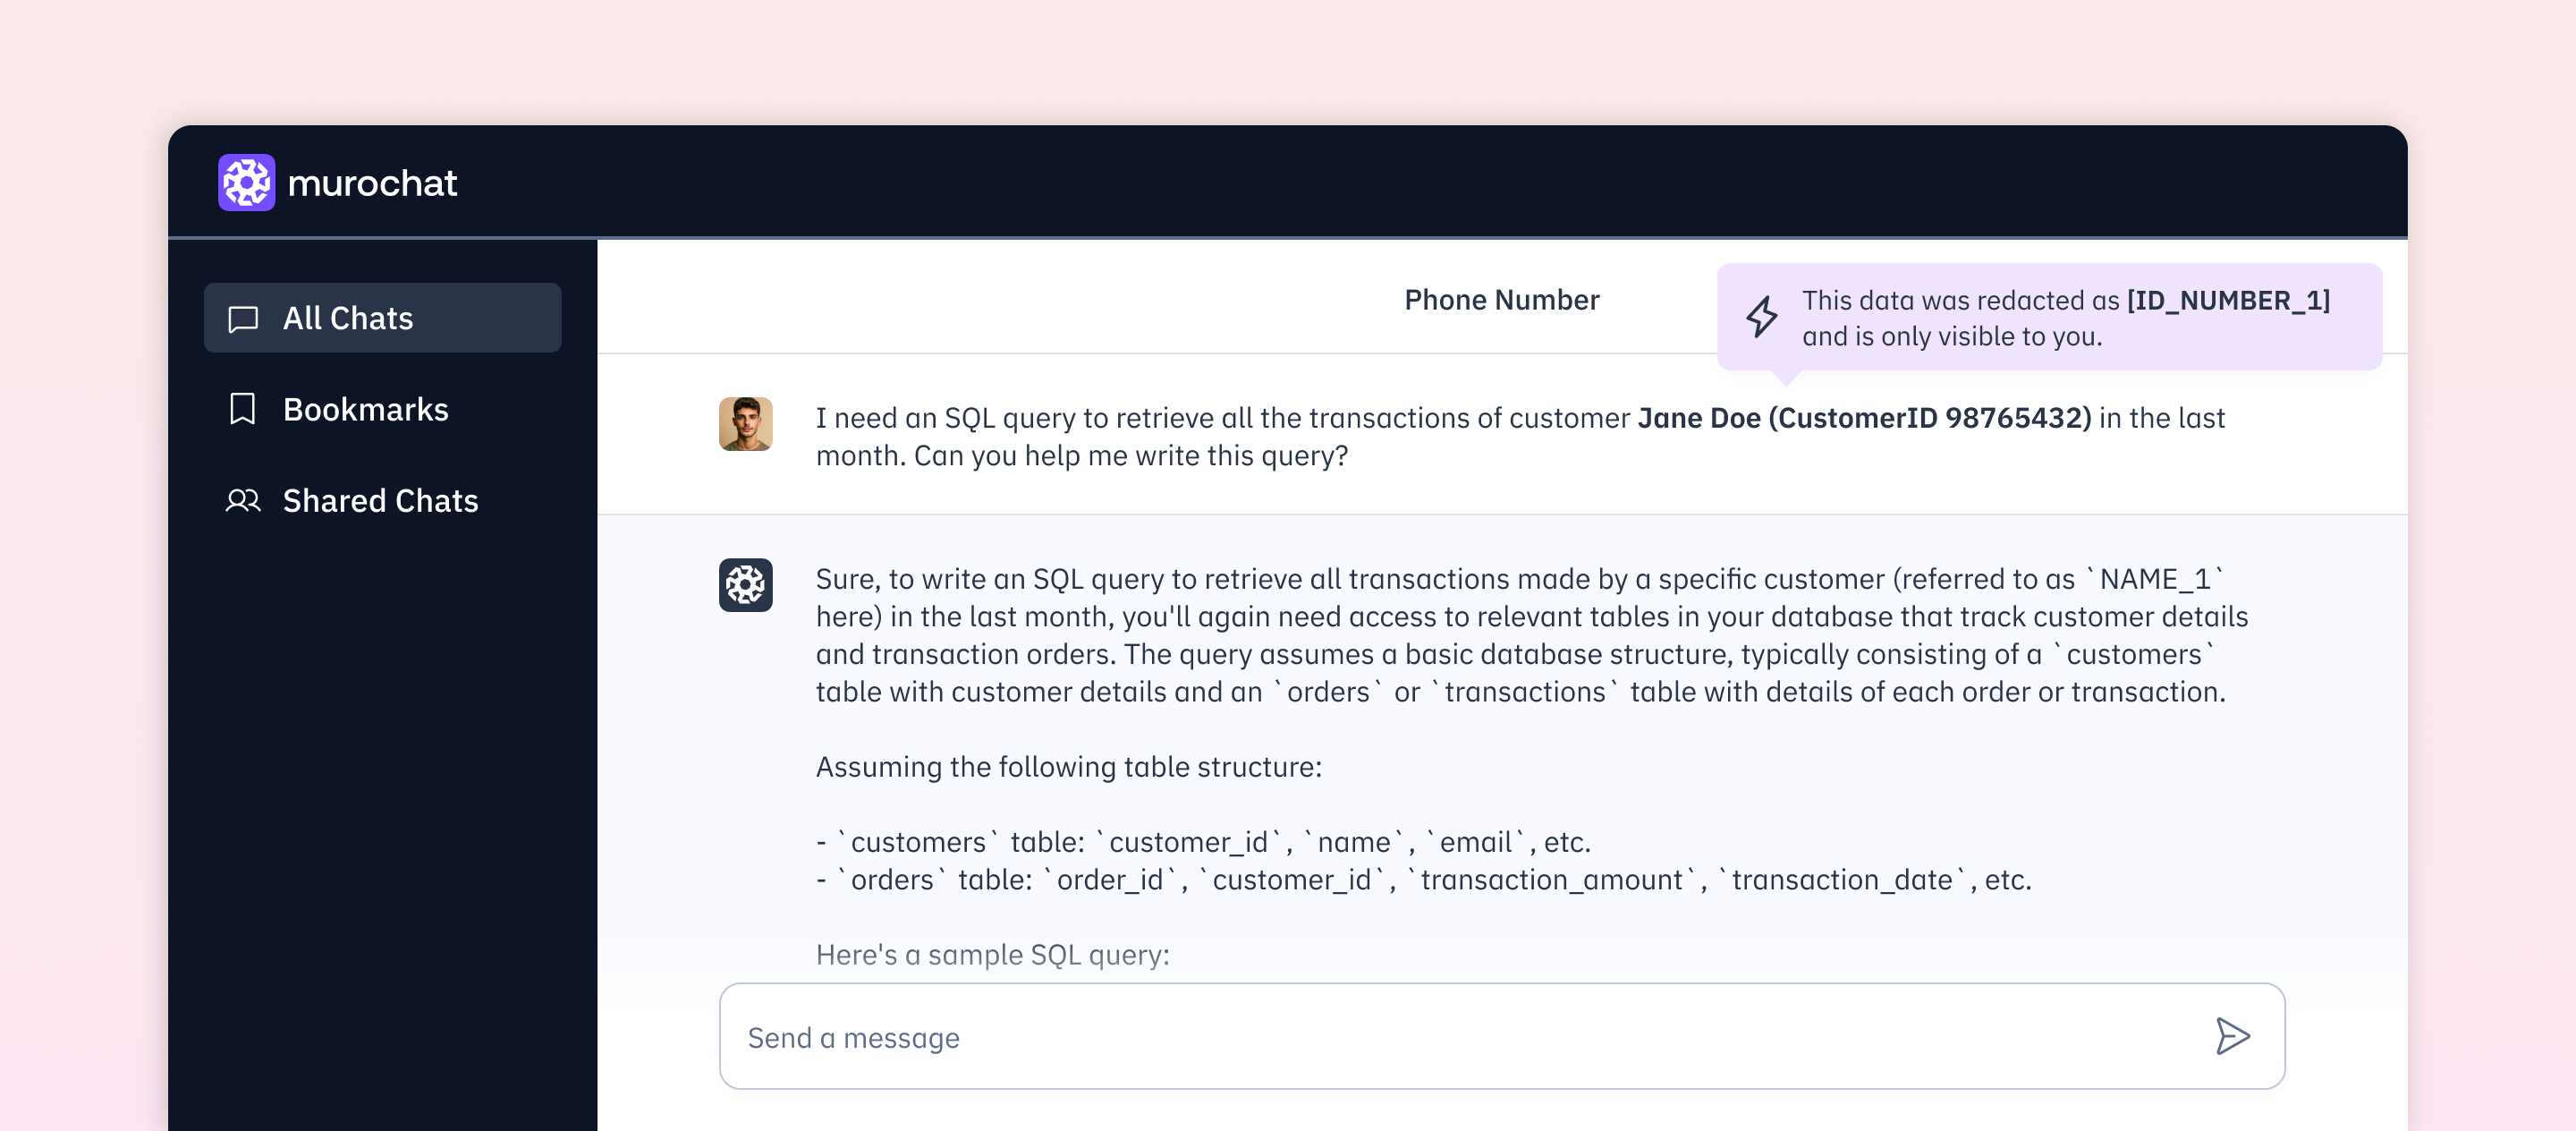 murochat
All Chats
Bookmarks
Shared Chats
Phone Number
This data was redacted as [ID_NUMBER_1]
and is only visible to you.
I need an SQL query to retrieve all the transactions of customer Jane Doe (CustomerID 98765432) in the last
month. Can you help me write this query?
Sure, to write an SQL query to retrieve all transactions made by a specific customer (referred to as `NAME_1`
here) in the last month, you'll again need access to relevant tables in your database that track customer details
and transaction orders. The query assumes a basic database structure, typically consisting of a `customers`
table with customer details and an `orders` or `transactions` table with details of each order or transaction.
Assuming the following table structure:
- `customers` table: `customer_id`, `name`, `email`, etc.
- `orders` table: `order_id`, `customer_id`, `transaction_amount`, `transaction_date`, etc.
Here's a sample SQL query:
Send a message